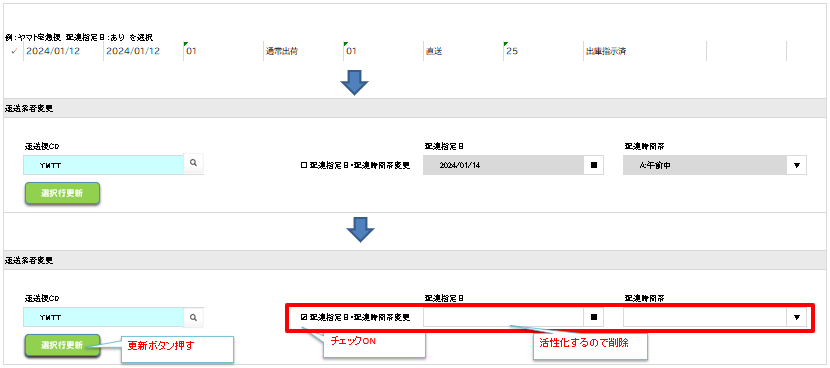 例:ヤマト宅急便 配達指定日:あり を選択
✓ 2024/01/12 2024/01/12 01 通常出荷 01 直送 25 出庫指示済
運送業者変更
運送便CD 配達指定日 配達時間帯
YMTT 配達指定日・配達時間帯変更 2024/01/14 A:午前中
選択行更新
運送業者変更
運送便CD 配達指定日 配達時間帯
YMTT 配達指定日・配達時間帯変更
選択行更新
更新ボタン押す
チェックON
活性化するので削除